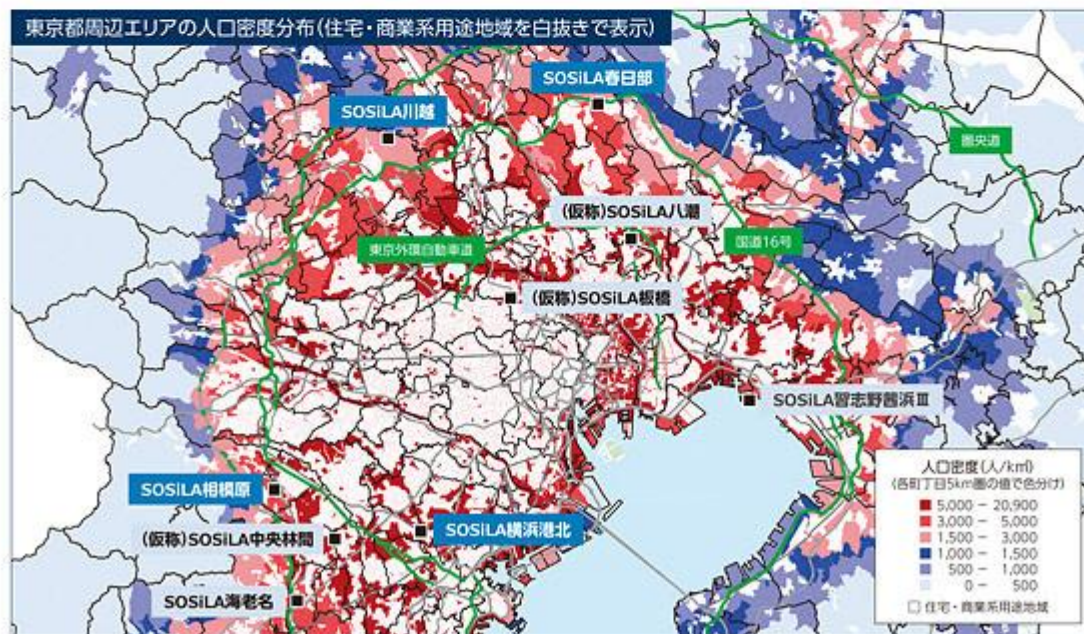 東京都周辺エリアの人口密度分布(住宅・商業系用途地域を白抜きで表示)
SOSiLA春日部
SOSiLA川越
圏央道
(仮称)SOSiLA八潮
国道16号
東京外環自動車道
(仮称)SOSiLA板橋
SOSiLA習志野茜浜Ⅲ
SOSiLA相模原
SOSiLA横浜港北
(仮称)SOSiLA中央林間
SOSiLA海老名
人口密度(人/k㎡)
(各町丁目5km圏の値で色分け)
5,000 − 20,900
3,000 − 5,000
1,500 − 3,000
1,000 − 1,500
500 − 1,000
0 − 500
住宅・商業系用途地域